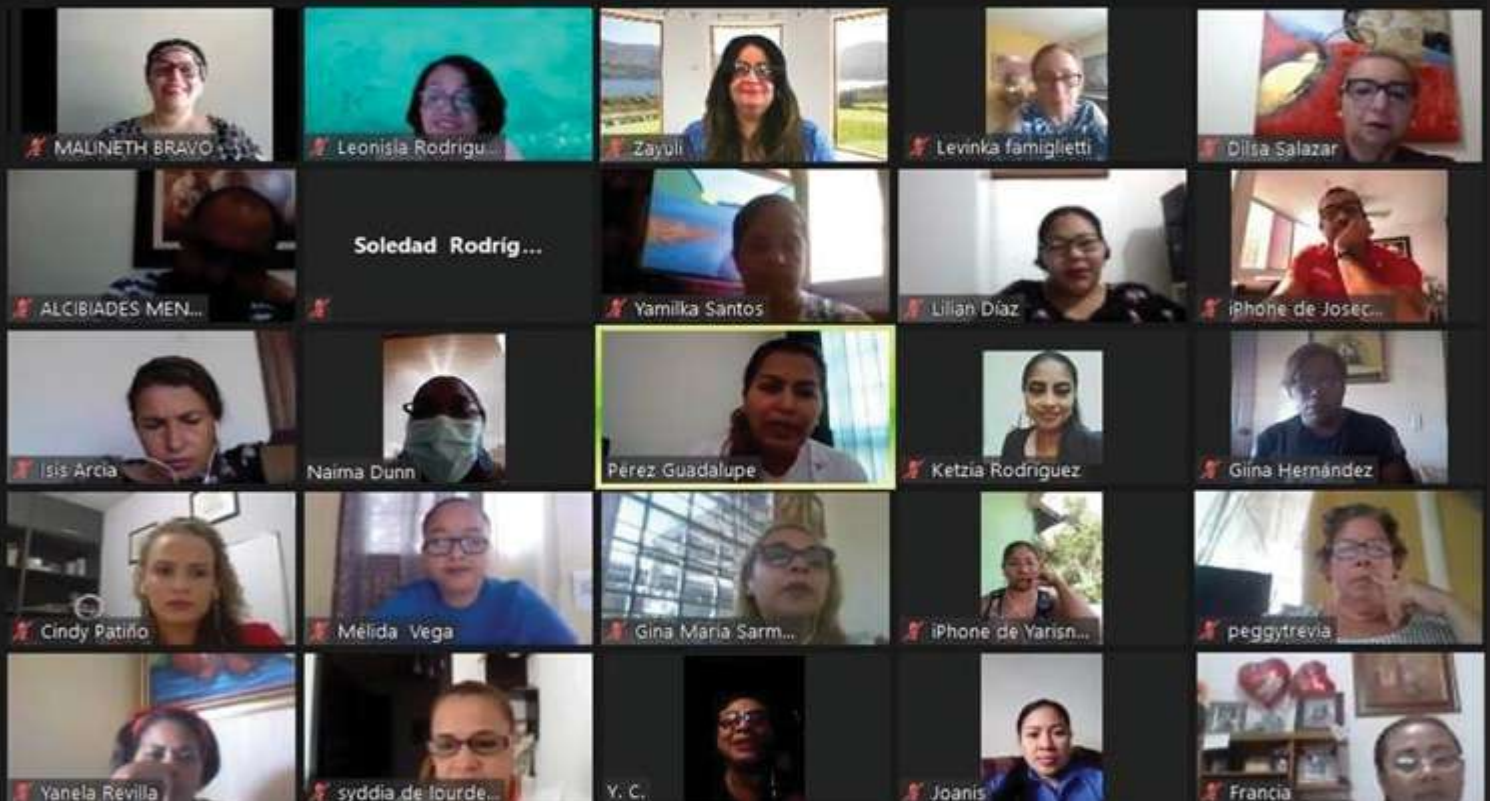 MALINETH BRAVO
Leonisla Rodrigu...
Zayuli
Levinka famiglietti
Dilsa Salazar
ALCIBIADES MEN...
Soledad Rodríg...
Yamilka Santos
Lilian Díaz
iPhone de Josec...
Isis Arcia
Naima Dunn
Pérez Guadalupe
Ketzia Rodriguez
Giina Hernández
Cindy Patiño
Mélida Vega
Gina María Sarm...
iPhone de Yarisn...
peggytrevia
Yanela Revilla
syddia de lourde...
Y. C.
Joanis
Francia